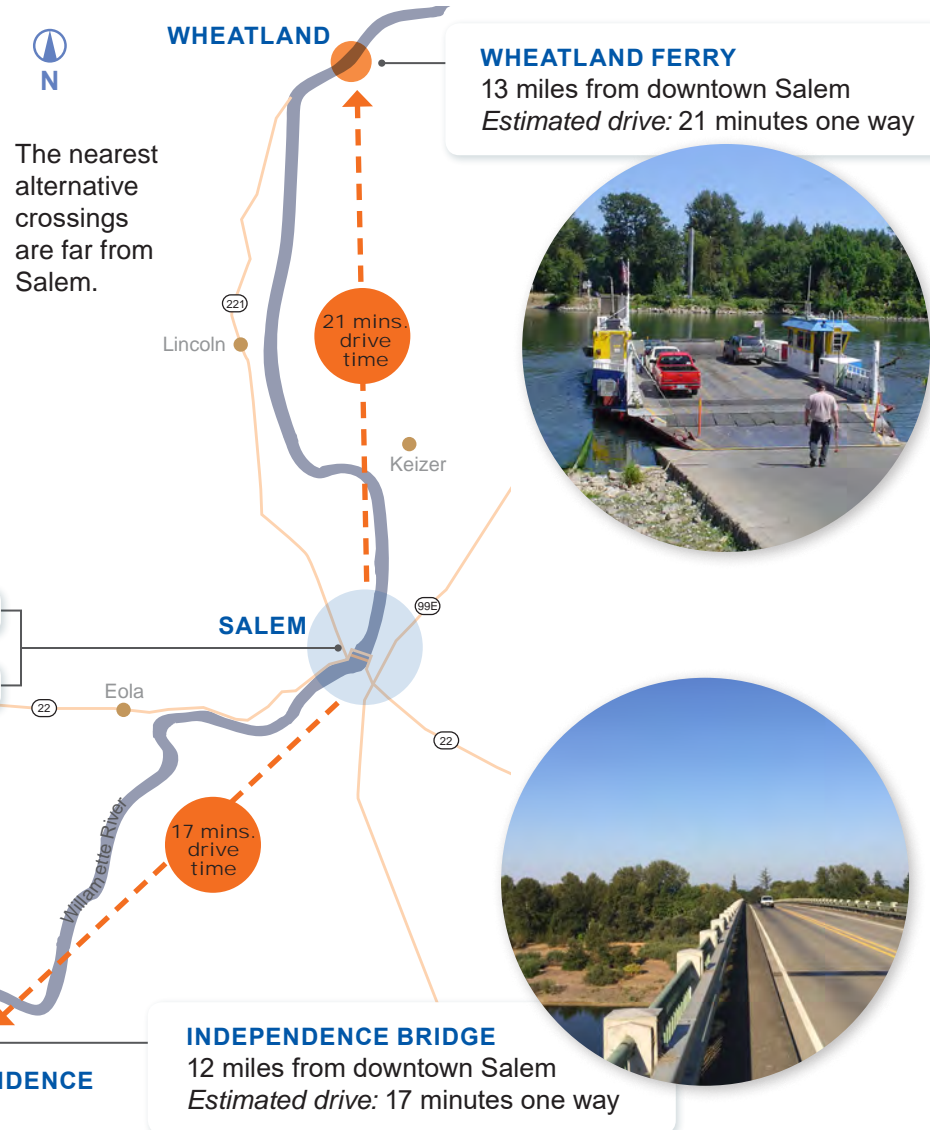 WHEATLAND
N
WHEATLAND FERRY
13 miles from downtown Salem
Estimated drive: 21 minutes one way
The nearest
alternative
crossings
are far from
Salem.
221
Lincoln
21 mins.
drive
time
Keizer
99E
SALEM
Eola
22
22
17 mins.
drive
time
Willamette River
INDEPENDENCE BRIDGE
12 miles from downtown Salem
Estimated drive: 17 minutes one way
NDENCE